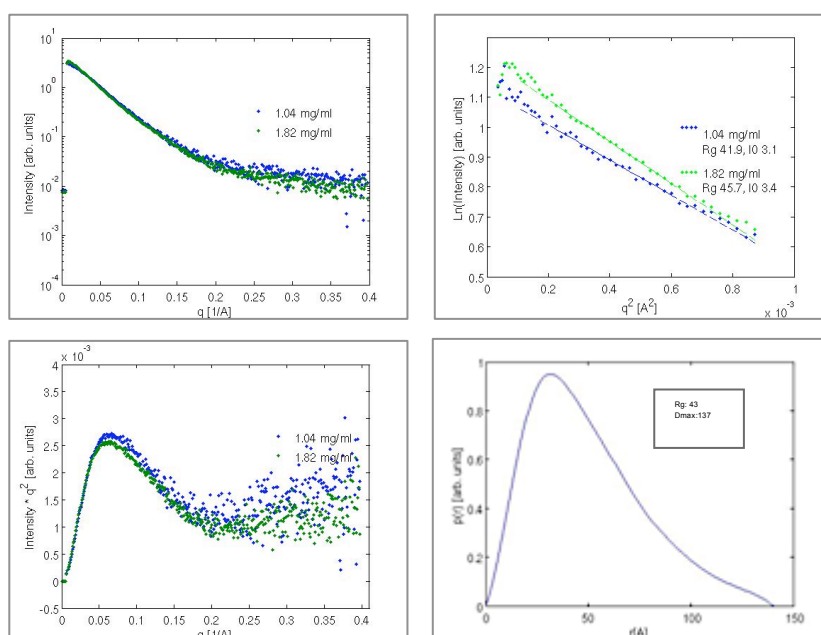 10^1
10^0
10^-1
10^-2
10^-3
10^-4
Intensity [arb. units]
1.04 mg/ml
1.82 mg/ml
0 0.05 0.1 0.15 0.2 0.25 0.3 0.35 0.4
q [1/A]
1.3
1.2
1.1
1
0.9
0.8
0.7
0.6
0.5
Ln(Intensity) [arb. units]
1.04 mg/ml
Rg 41.9, I0 3.1
1.82 mg/ml
Rg 45.7, I0 3.4
0 0.2 0.4 0.6 0.8 1
q² [A²]
x 10^-3
x 10^-3
4
3.5
3
2.5
2
1.5
1
0.5
0
-0.5
Intensity * q² [arb. units]
1.04 mg/ml
1.82 mg/ml
0 0.05 0.1 0.15 0.2 0.25 0.3 0.35 0.4
q [1/A]
1
0.8
0.6
0.4
0.2
0
p(r) [arb. units]
Rg: 43
Dmax:137
0 50 100 150
r[A]